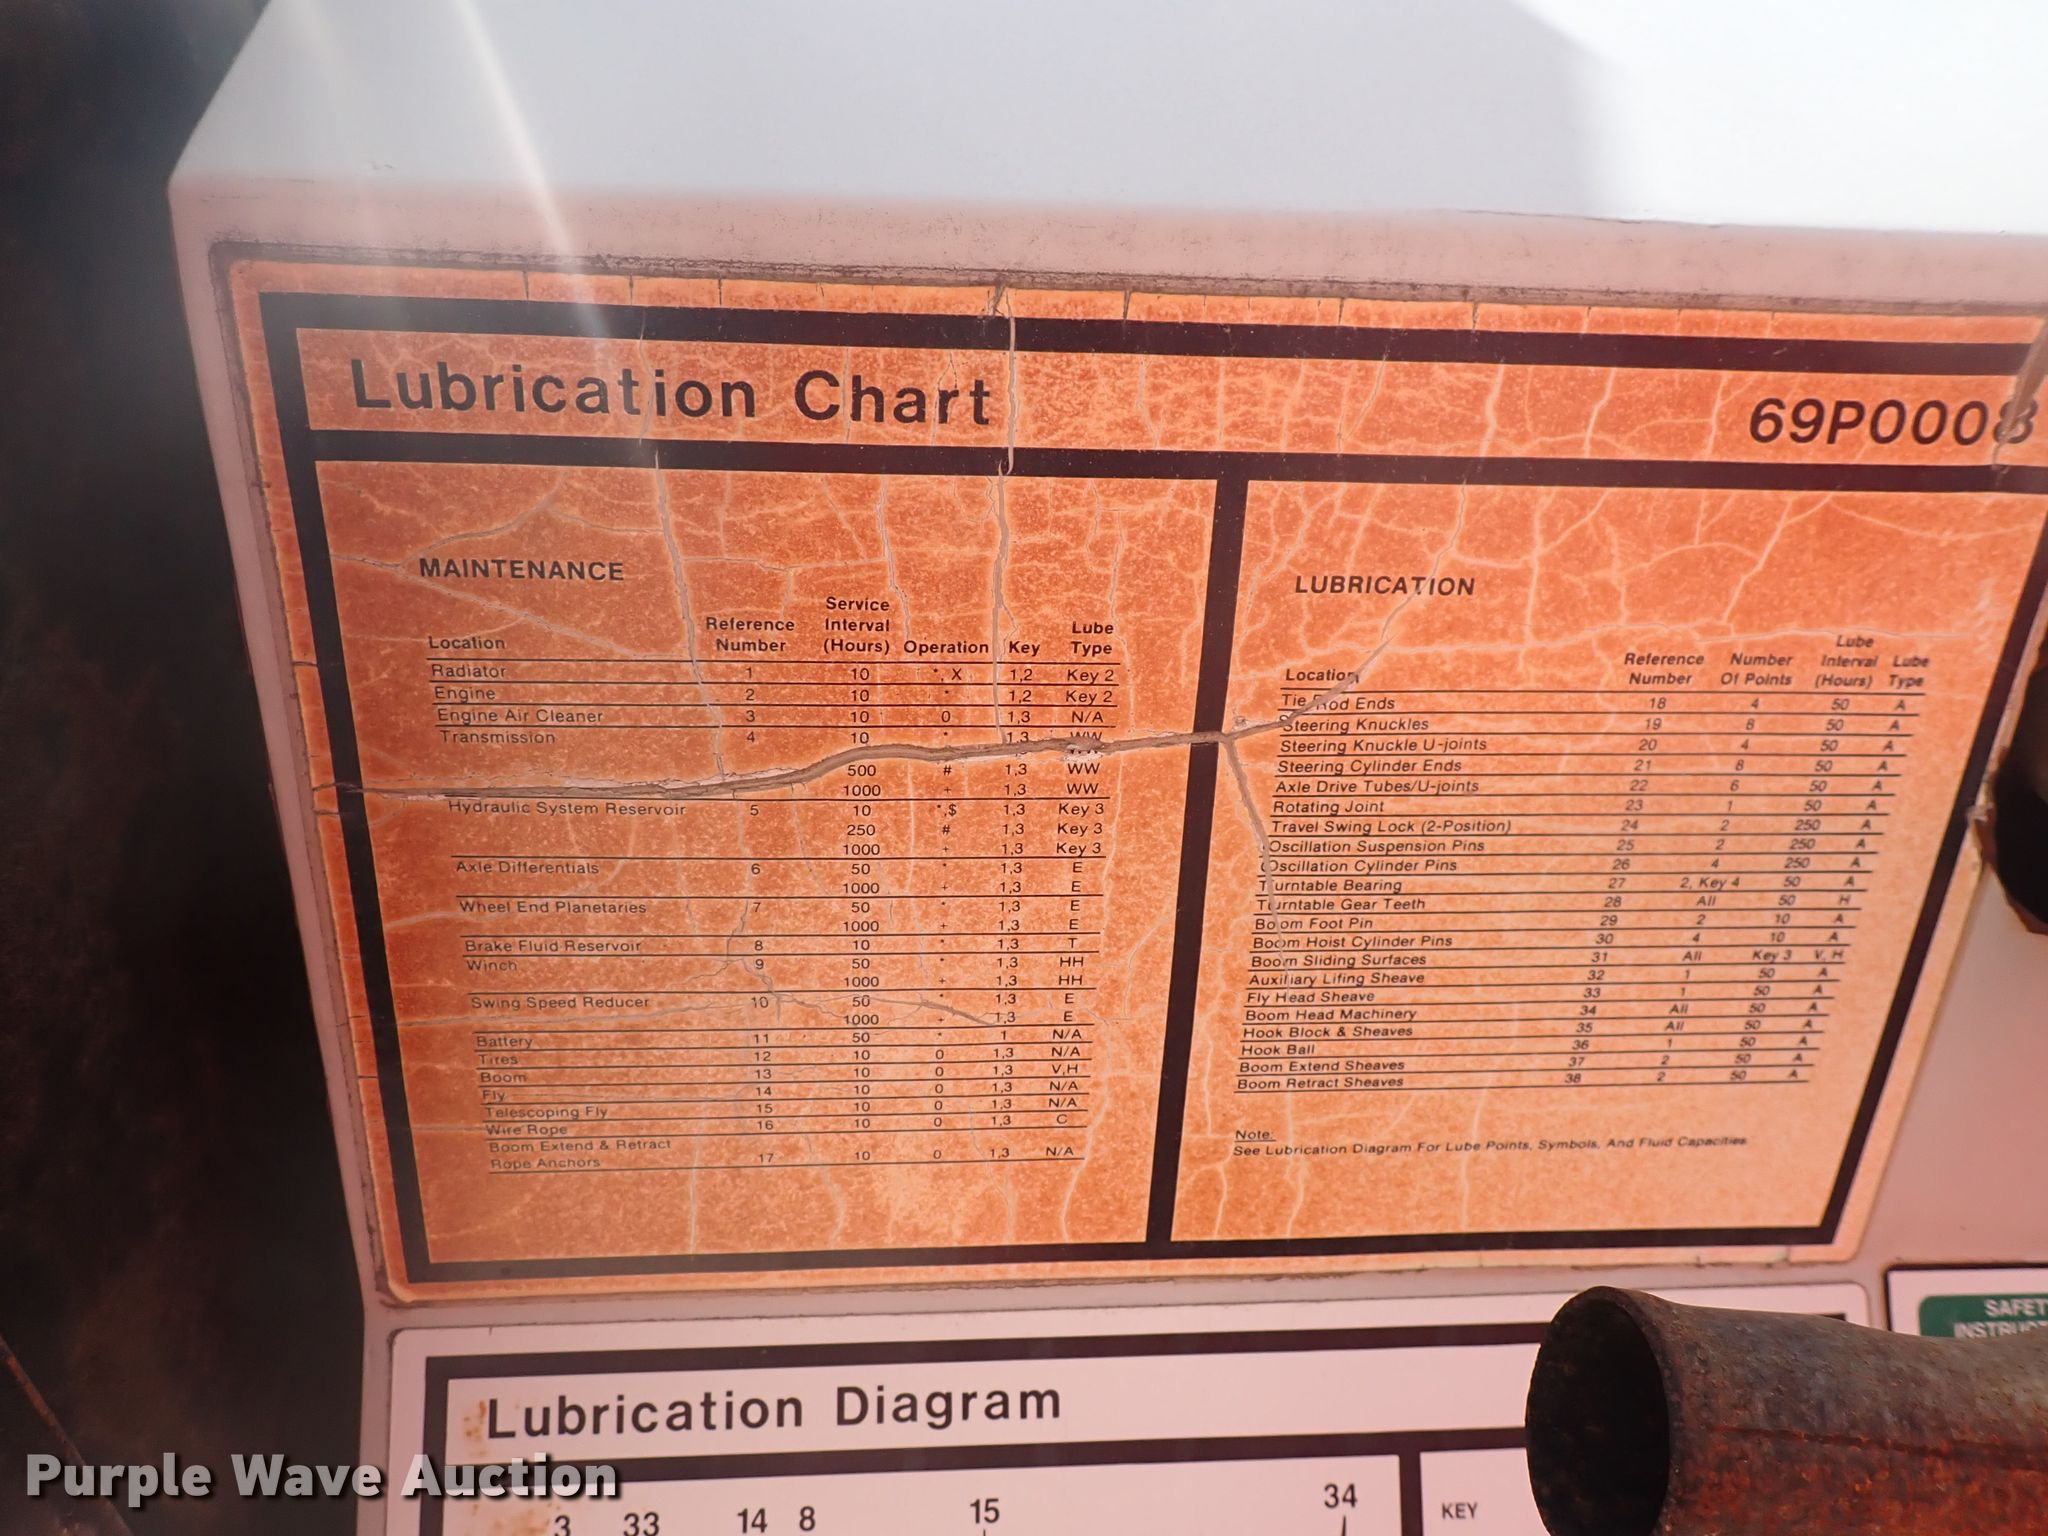 Lubrication Chart
69P0008
MAINTENANCE
Location Reference Number Service Interval (Hours) Operation Key Lube Type
Radiator 1 10 *, X 1,2 Key 2
Engine 2 10 * 1,2 Key 2
Engine Air Cleaner 3 10 0 1,3 N/A
Transmission 4 10 * 1,3 WW
500 # 1,3 WW
1000 + 1,3 WW
Hydraulic System Reservoir 5 10 *,$ 1,3 Key 3
250 # 1,3 Key 3
1000 + 1,3 Key 3
Axle Differentials 6 50 * 1,3 E
1000 + 1,3 E
Wheel End Planetaries 7 50 * 1,3 E
1000 + 1,3 E
Brake Fluid Reservoir 8 10 * 1,3 T
Winch 9 50 * 1,3 HH
1000 + 1,3 HH
Swing Speed Reducer 10 50 * 1,3 E
1000 + 1,3 E
Battery 11 50 * 1 N/A
Tires 12 10 0 1,3 N/A
Boom 13 10 0 1,3 V,H
Fly 14 10 0 1,3 N/A
Telescoping Fly 15 10 0 1,3 N/A
Wire Rope 16 10 0 1,3 C
Boom Extend & Retract
Rope Anchors 17 10 0 1,3 N/A
LUBRICATION
Location Reference Number Number Of Points Lube Interval (Hours) Lube Type
Tie Rod Ends 18 4 50 A
Steering Knuckles 19 8 50 A
Steering Knuckle U-joints 20 4 50 A
Steering Cylinder Ends 21 8 50 A
Axle Drive Tubes/U-joints 22 6 50 A
Rotating Joint 23 1 50 A
Travel Swing Lock (2-Position) 24 2 250 A
Oscillation Suspension Pins 25 2 250 A
Oscillation Cylinder Pins 26 4 250 A
Turntable Bearing 27 2, Key 4 50 A
Turntable Gear Teeth 28 All 50 H
Boom Foot Pin 29 2 10 A
Boom Hoist Cylinder Pins 30 4 10 A
Boom Sliding Surfaces 31 All Key 3 V, H
Auxiliary Lifing Sheave 32 1 50 A
Fly Head Sheave 33 1 50 A
Boom Head Machinery 34 All 50 A
Hook Block & Sheaves 35 All 50 A
Hook Ball 36 1 50 A
Boom Extend Sheaves 37 2 50 A
Boom Retract Sheaves 38 2 50 A
Note:
See Lubrication Diagram For Lube Points, Symbols, And Fluid Capacities
Lubrication Diagram
3 33 14 8 15 34
KEY
Purple Wave Auction